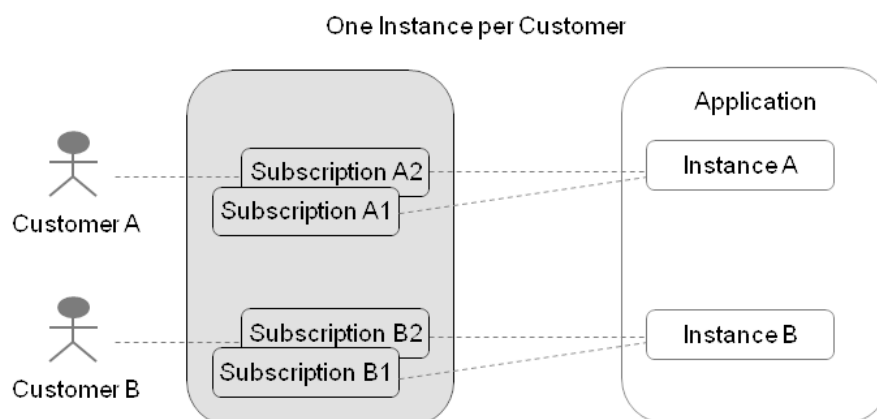 One Instance per Customer
Application
Subscription A2
Instance A
Subscription A1
Customer A
Subscription B2
Instance B
Subscription B1
Customer B